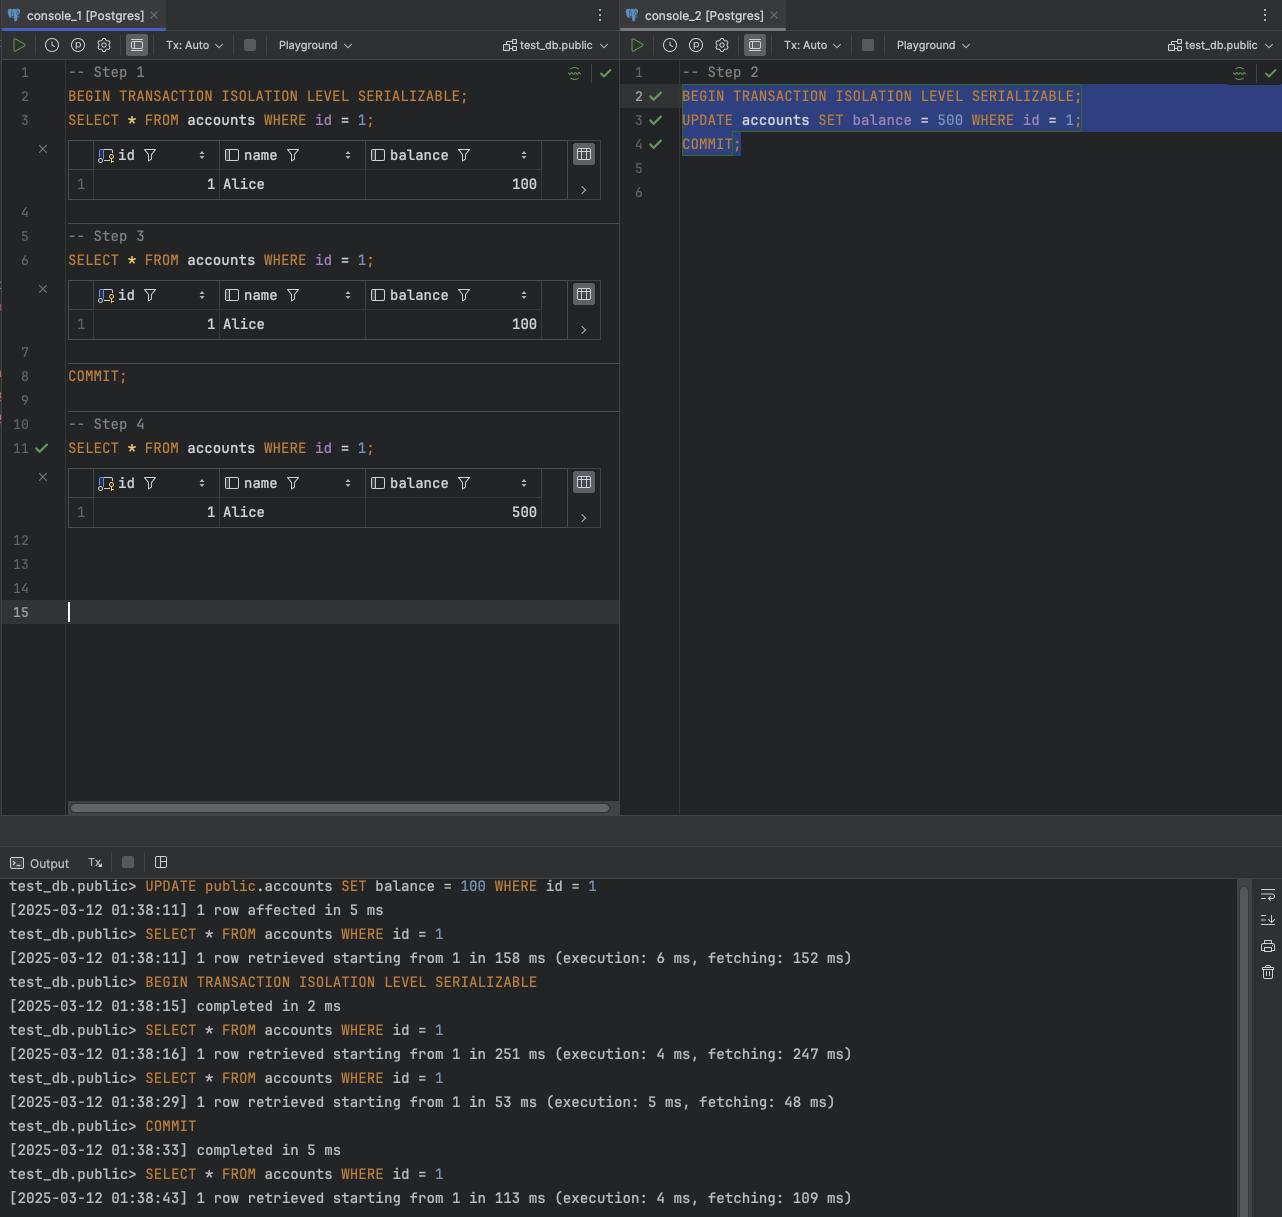 console_1 [Postgres]
Tx: Auto
Playground
test_db.public
1 -- Step 1
2 BEGIN TRANSACTION ISOLATION LEVEL SERIALIZABLE;
3 SELECT * FROM accounts WHERE id = 1;
id name balance
1 1 Alice 100
4
5 -- Step 3
6 SELECT * FROM accounts WHERE id = 1;
id name balance
1 1 Alice 100
7
8 COMMIT;
9
10 -- Step 4
11 SELECT * FROM accounts WHERE id = 1;
id name balance
1 1 Alice 500
12
13
14
15
console_2 [Postgres]
Tx: Auto
Playground
test_db.public
1 -- Step 2
2 BEGIN TRANSACTION ISOLATION LEVEL SERIALIZABLE;
3 UPDATE accounts SET balance = 500 WHERE id = 1;
4 COMMIT;
5
6
Output Tx
test_db.public> UPDATE public.accounts SET balance = 100 WHERE id = 1
[2025-03-12 01:38:11] 1 row affected in 5 ms
test_db.public> SELECT * FROM accounts WHERE id = 1
[2025-03-12 01:38:11] 1 row retrieved starting from 1 in 158 ms (execution: 6 ms, fetching: 152 ms)
test_db.public> BEGIN TRANSACTION ISOLATION LEVEL SERIALIZABLE
[2025-03-12 01:38:15] completed in 2 ms
test_db.public> SELECT * FROM accounts WHERE id = 1
[2025-03-12 01:38:16] 1 row retrieved starting from 1 in 251 ms (execution: 4 ms, fetching: 247 ms)
test_db.public> SELECT * FROM accounts WHERE id = 1
[2025-03-12 01:38:29] 1 row retrieved starting from 1 in 53 ms (execution: 5 ms, fetching: 48 ms)
test_db.public> COMMIT
[2025-03-12 01:38:33] completed in 5 ms
test_db.public> SELECT * FROM accounts WHERE id = 1
[2025-03-12 01:38:43] 1 row retrieved starting from 1 in 113 ms (execution: 4 ms, fetching: 109 ms)